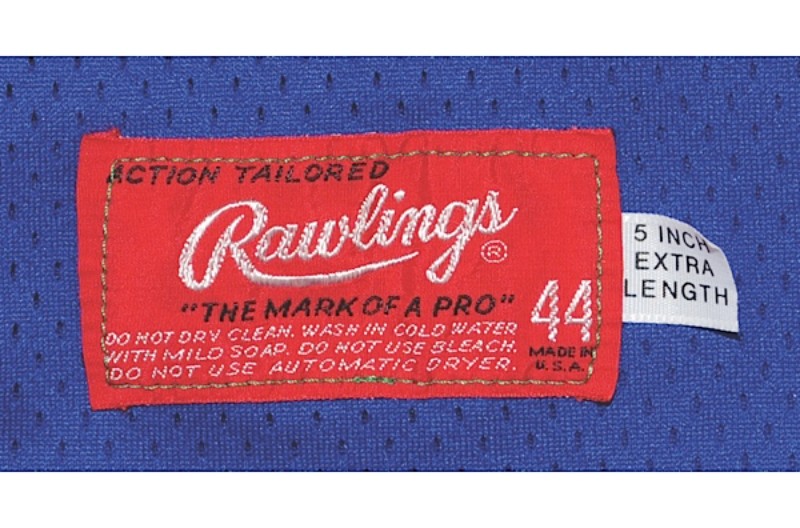 ACTION TAILORED
Rawlings®
"THE MARK OF A PRO"
DO NOT DRY CLEAN. WASH IN COLD WATER
WITH MILD SOAP. DO NOT USE BLEACH.
DO NOT USE AUTOMATIC DRYER.
44
MADE IN
U.S.A.
5 INCH
EXTRA
LENGTH